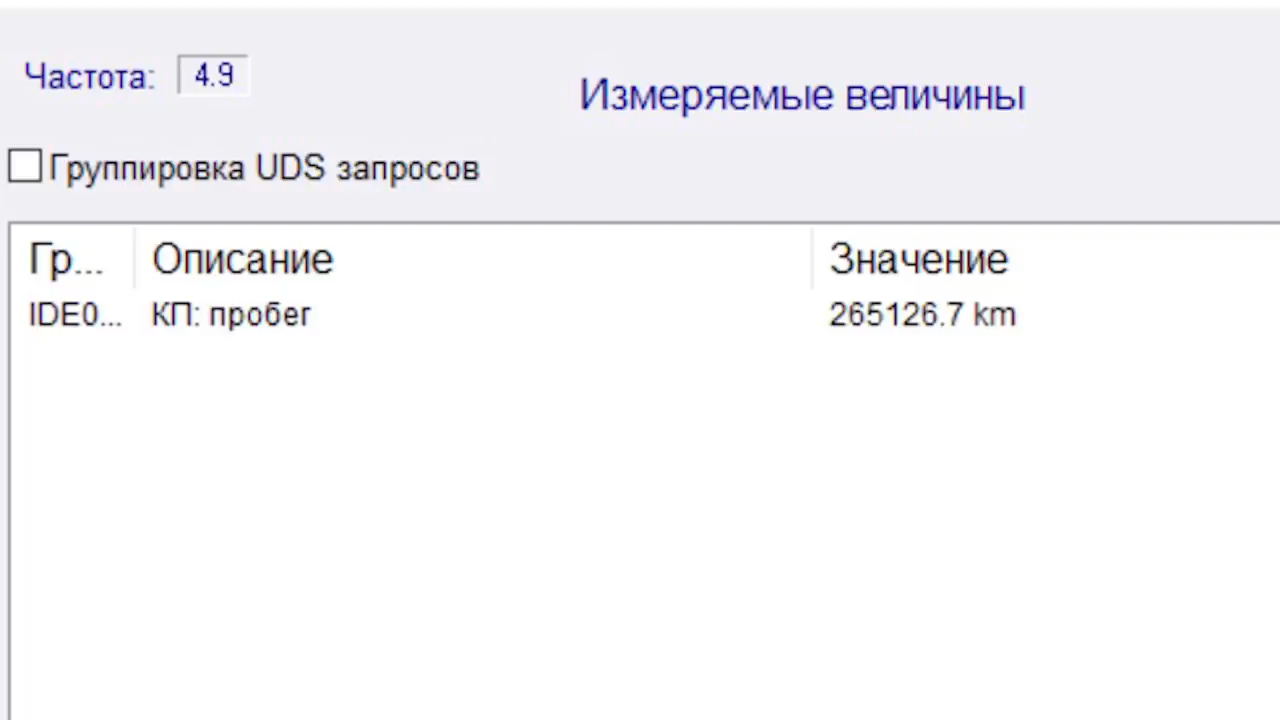 Частота: 4.9
Измеряемые величины
Группировка UDS запросов
Гр... Описание Значение
IDE0... КП: пробег 265126.7 km